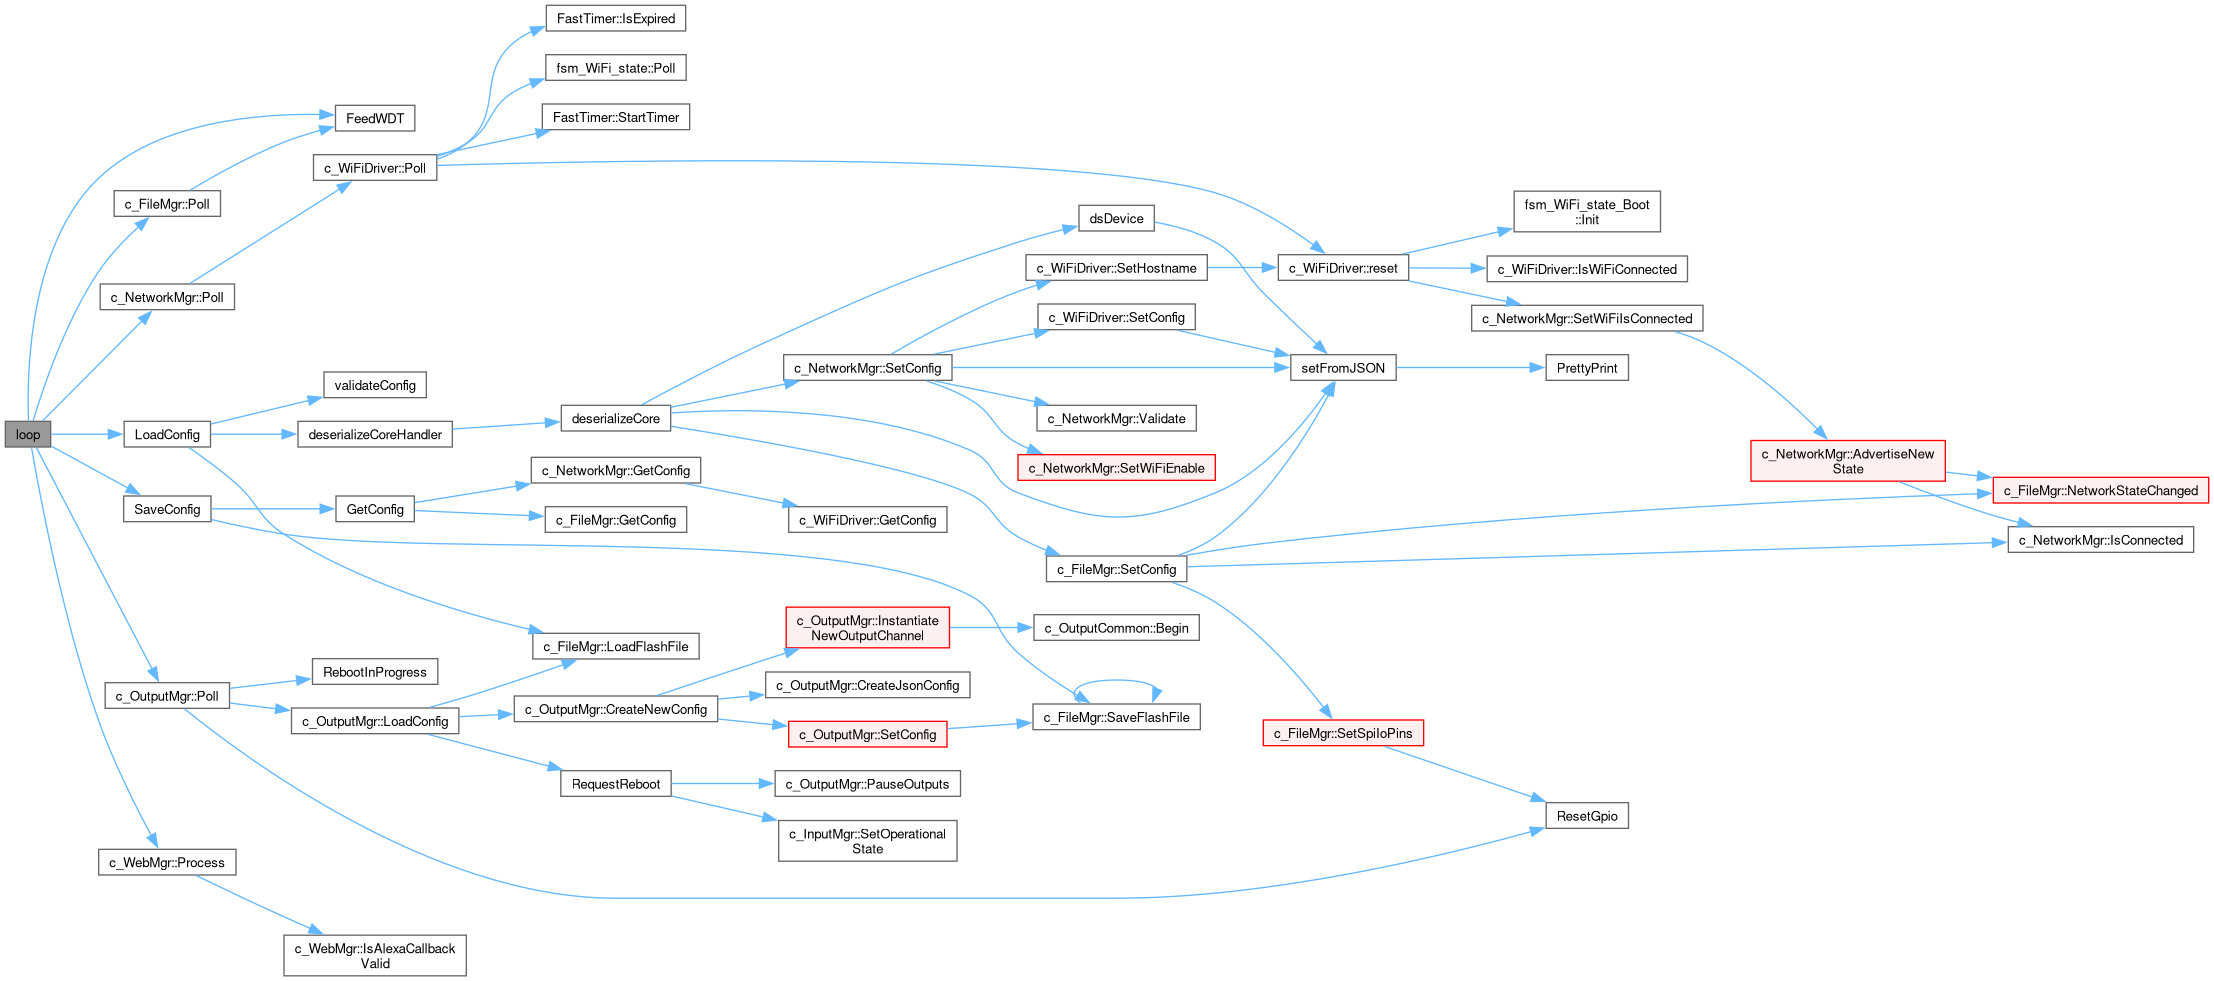 FastTimer::IsExpired
fsm_WiFi_state::Poll
FastTimer::StartTimer
FeedWDT
c_WiFiDriver::Poll
c_FileMgr::Poll
c_NetworkMgr::Poll
dsDevice
fsm_WiFi_state_Boot
::Init
c_WiFiDriver::SetHostname
c_WiFiDriver::reset
c_WiFiDriver::IsWiFiConnected
c_WiFiDriver::SetConfig
c_NetworkMgr::SetWiFiIsConnected
c_NetworkMgr::SetConfig
setFromJSON
PrettyPrint
validateConfig
c_NetworkMgr::Validate
loop
LoadConfig
deserializeCoreHandler
deserializeCore
c_NetworkMgr::SetWiFiEnable
c_NetworkMgr::AdvertiseNew
State
c_NetworkMgr::GetConfig
c_FileMgr::NetworkStateChanged
SaveConfig
GetConfig
c_FileMgr::GetConfig
c_WiFiDriver::GetConfig
c_NetworkMgr::IsConnected
c_FileMgr::SetConfig
c_OutputMgr::Instantiate
NewOutputChannel
c_OutputCommon::Begin
c_FileMgr::LoadFlashFile
RebootInProgress
c_OutputMgr::CreateJsonConfig
c_OutputMgr::Poll
c_OutputMgr::LoadConfig
c_OutputMgr::CreateNewConfig
c_FileMgr::SaveFlashFile
c_OutputMgr::SetConfig
c_FileMgr::SetSpiIoPins
RequestReboot
c_OutputMgr::PauseOutputs
ResetGpio
c_InputMgr::SetOperational
State
c_WebMgr::Process
c_WebMgr::IsAlexaCallback
Valid